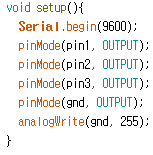 void setup(){
  Serial.begin(9600);
  pinMode(pin1, OUTPUT);
  pinMode(pin2, OUTPUT);
  pinMode(pin3, OUTPUT);
  pinMode(gnd, OUTPUT);
  analogWrite(gnd, 255);
}